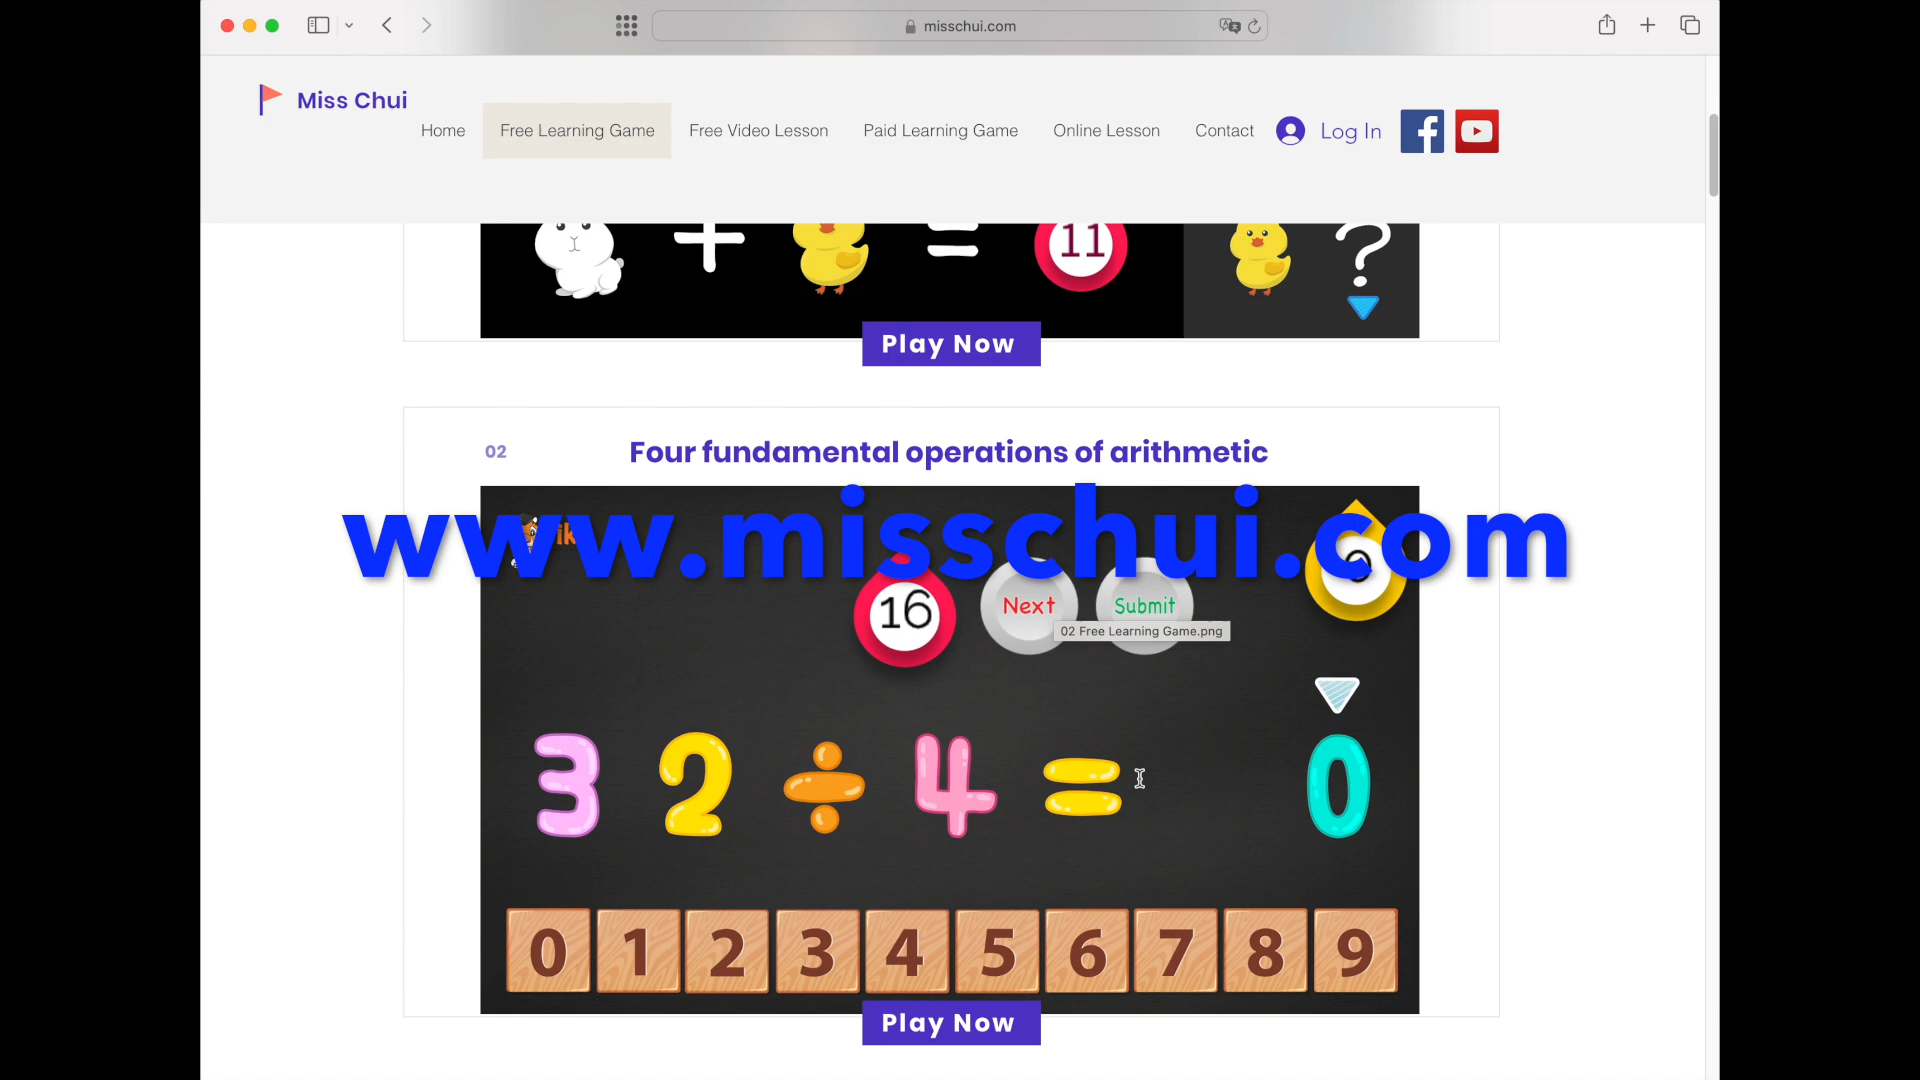 misschui.com
Miss Chui
Home
Free Learning Game
Free Video Lesson
Paid Learning Game
Online Lesson
Contact
Log In
+ = 11 ?
Play Now
02
Four fundamental operations of arithmetic
www.misschui.com
16
Next
Submit
02 Free Learning Game.png
32 ÷ 4 = 0
0 1 2 3 4 5 6 7 8 9
Play Now